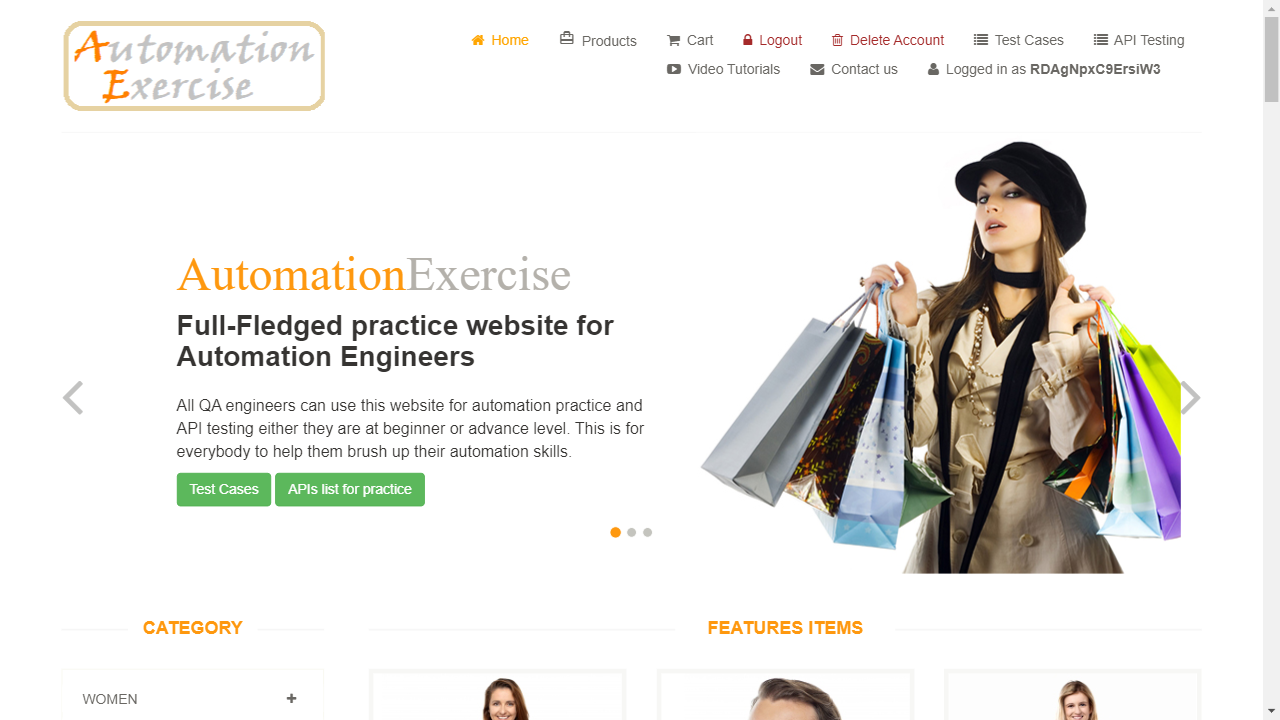 Automation
Exercise
Home
Products
Cart
Logout
Delete Account
Test Cases
API Testing
Video Tutorials
Contact us
Logged in as RDAgNpxC9ErsiW3
AutomationExercise
Full-Fledged practice website for
Automation Engineers
All QA engineers can use this website for automation practice and
API testing either they are at beginner or advance level. This is for
everybody to help them brush up their automation skills.
Test Cases
APIs list for practice
CATEGORY
FEATURES ITEMS
WOMEN